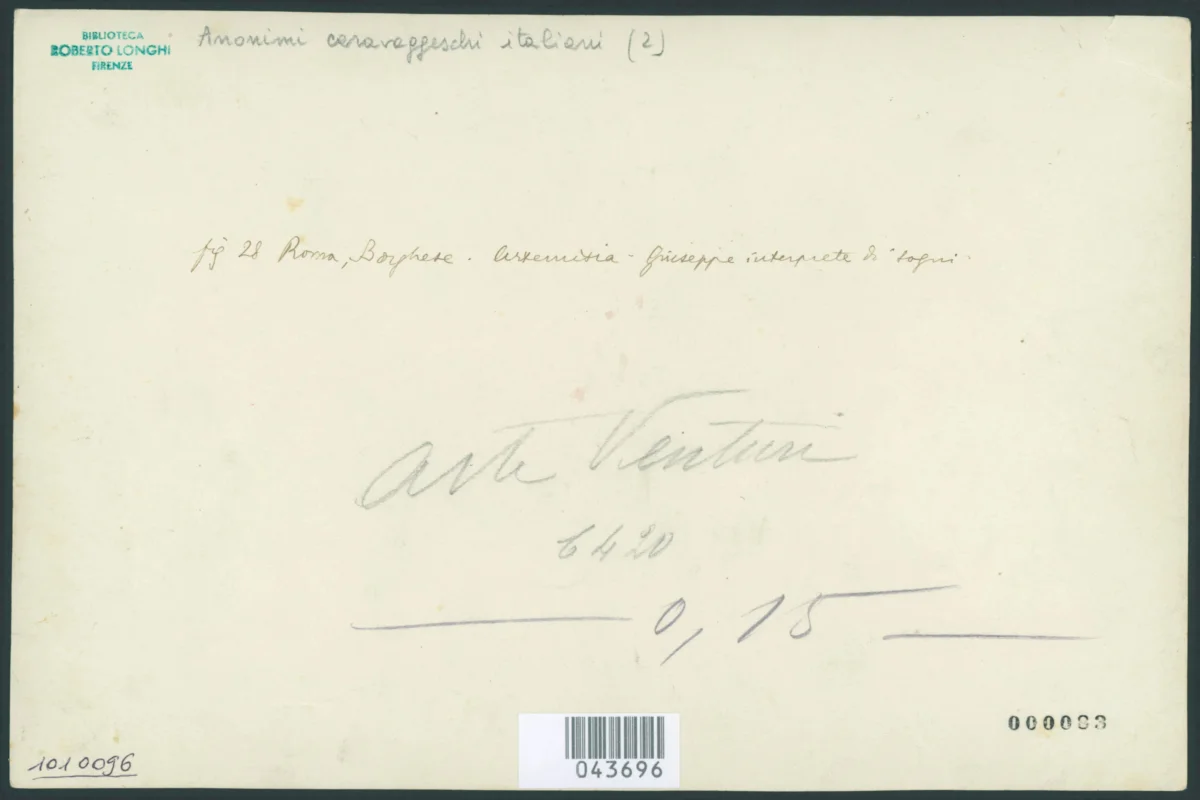 BIBLIOTECA
ROBERTO LONGHI
FIRENZE
Anonimi caravaggeschi italiani (2)
fig 28 Roma, Borghese. Artemisia - Giuseppe interprete di sogni.
Arte Venturi
6420
0,15
000083
043696
1010096